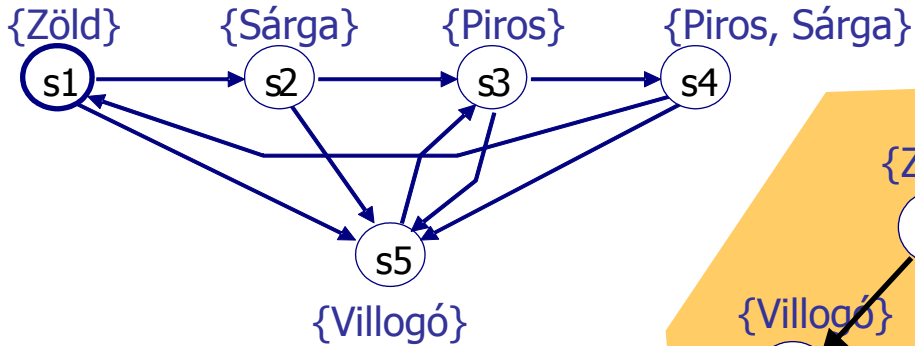 {Zöld} {Sárga} {Piros} {Piros, Sárga}
s1 s2 s3 s4
{Z
s5
{Villogó} {Villogó}